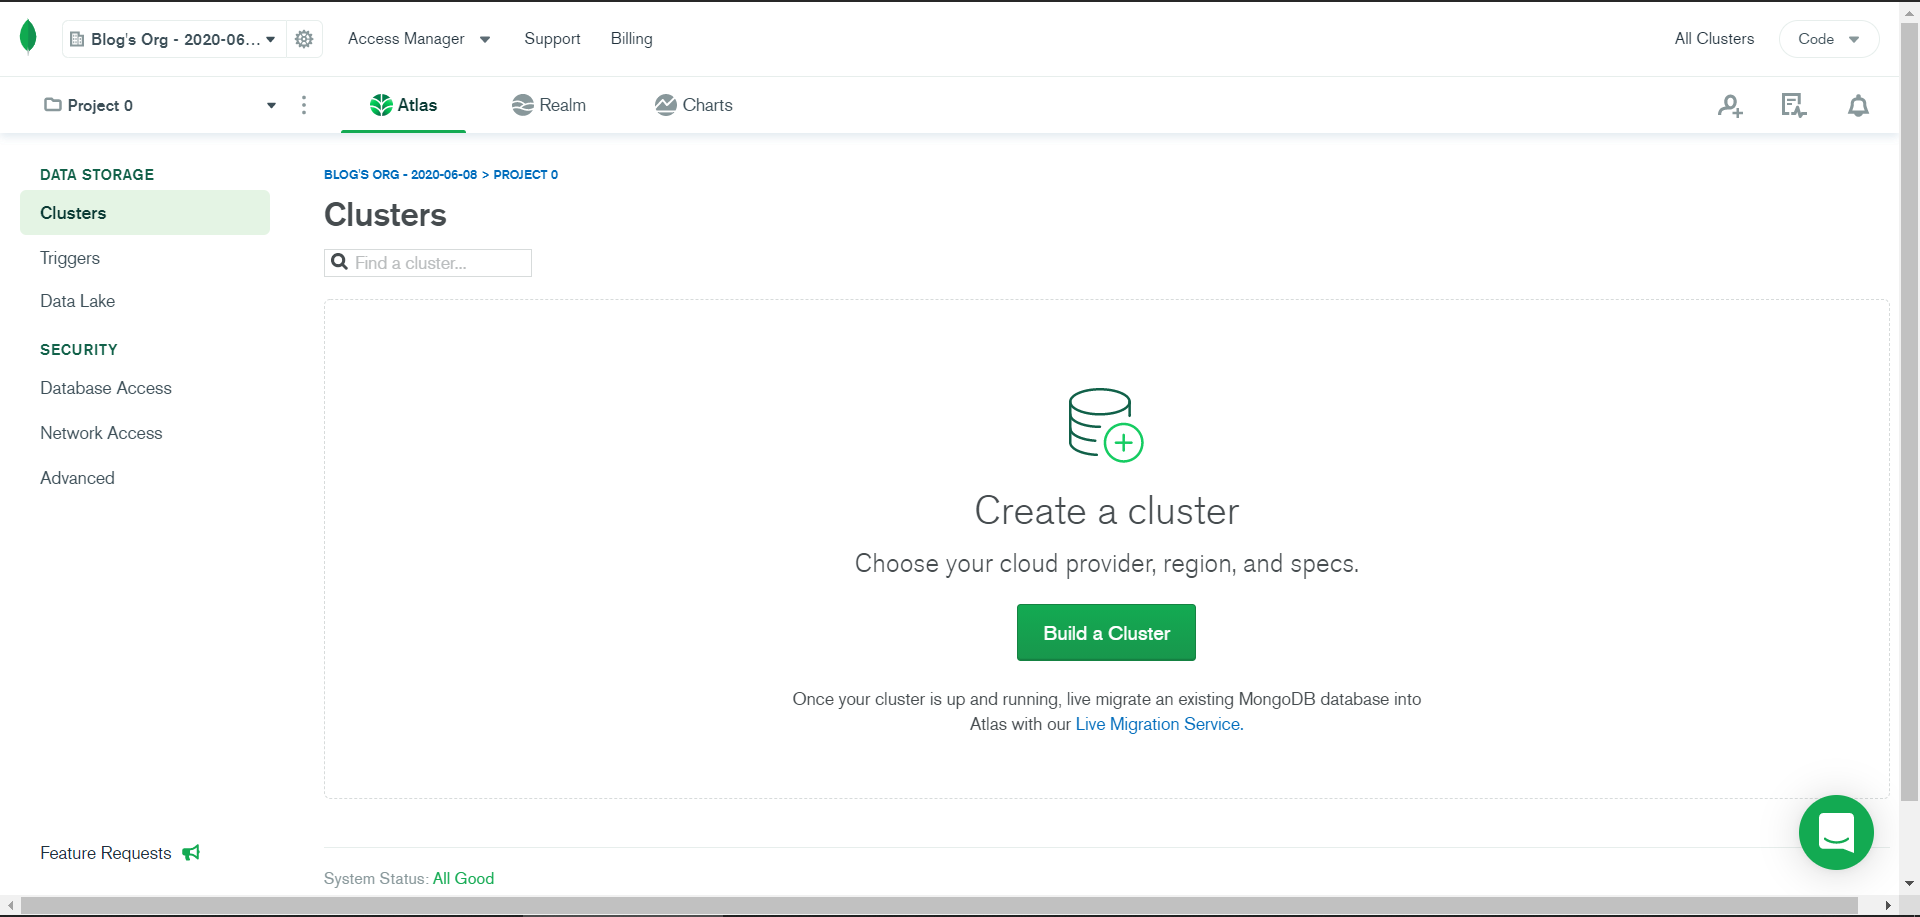 Blog's Org - 2020-06...
Access Manager
Support
Billing
All Clusters
Code
Project 0
Atlas
Realm
Charts
DATA STORAGE
Clusters
Triggers
Data Lake
SECURITY
Database Access
Network Access
Advanced
Feature Requests
BLOG'S ORG - 2020-06-08 > PROJECT 0
Clusters
Find a cluster...
Create a cluster
Choose your cloud provider, region, and specs.
Build a Cluster
Once your cluster is up and running, live migrate an existing MongoDB database into
Atlas with our Live Migration Service.
System Status: All Good